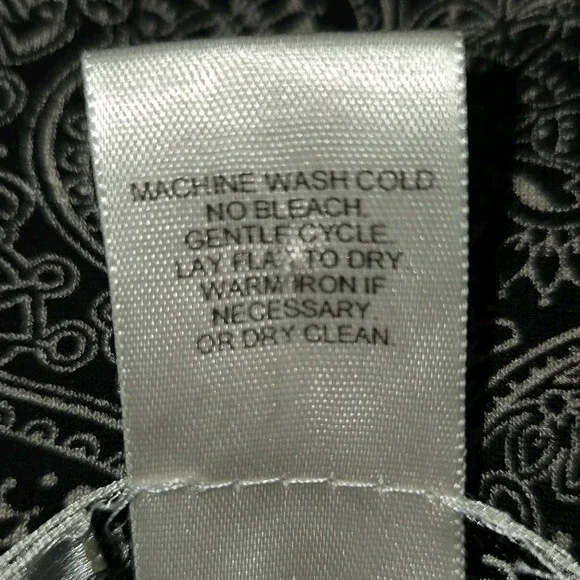 MACHINE WASH COLD.
NO BLEACH.
GENTLE CYCLE.
LAY FLAT TO DRY.
WARM IRON IF
NECESSARY
OR DRY CLEAN.